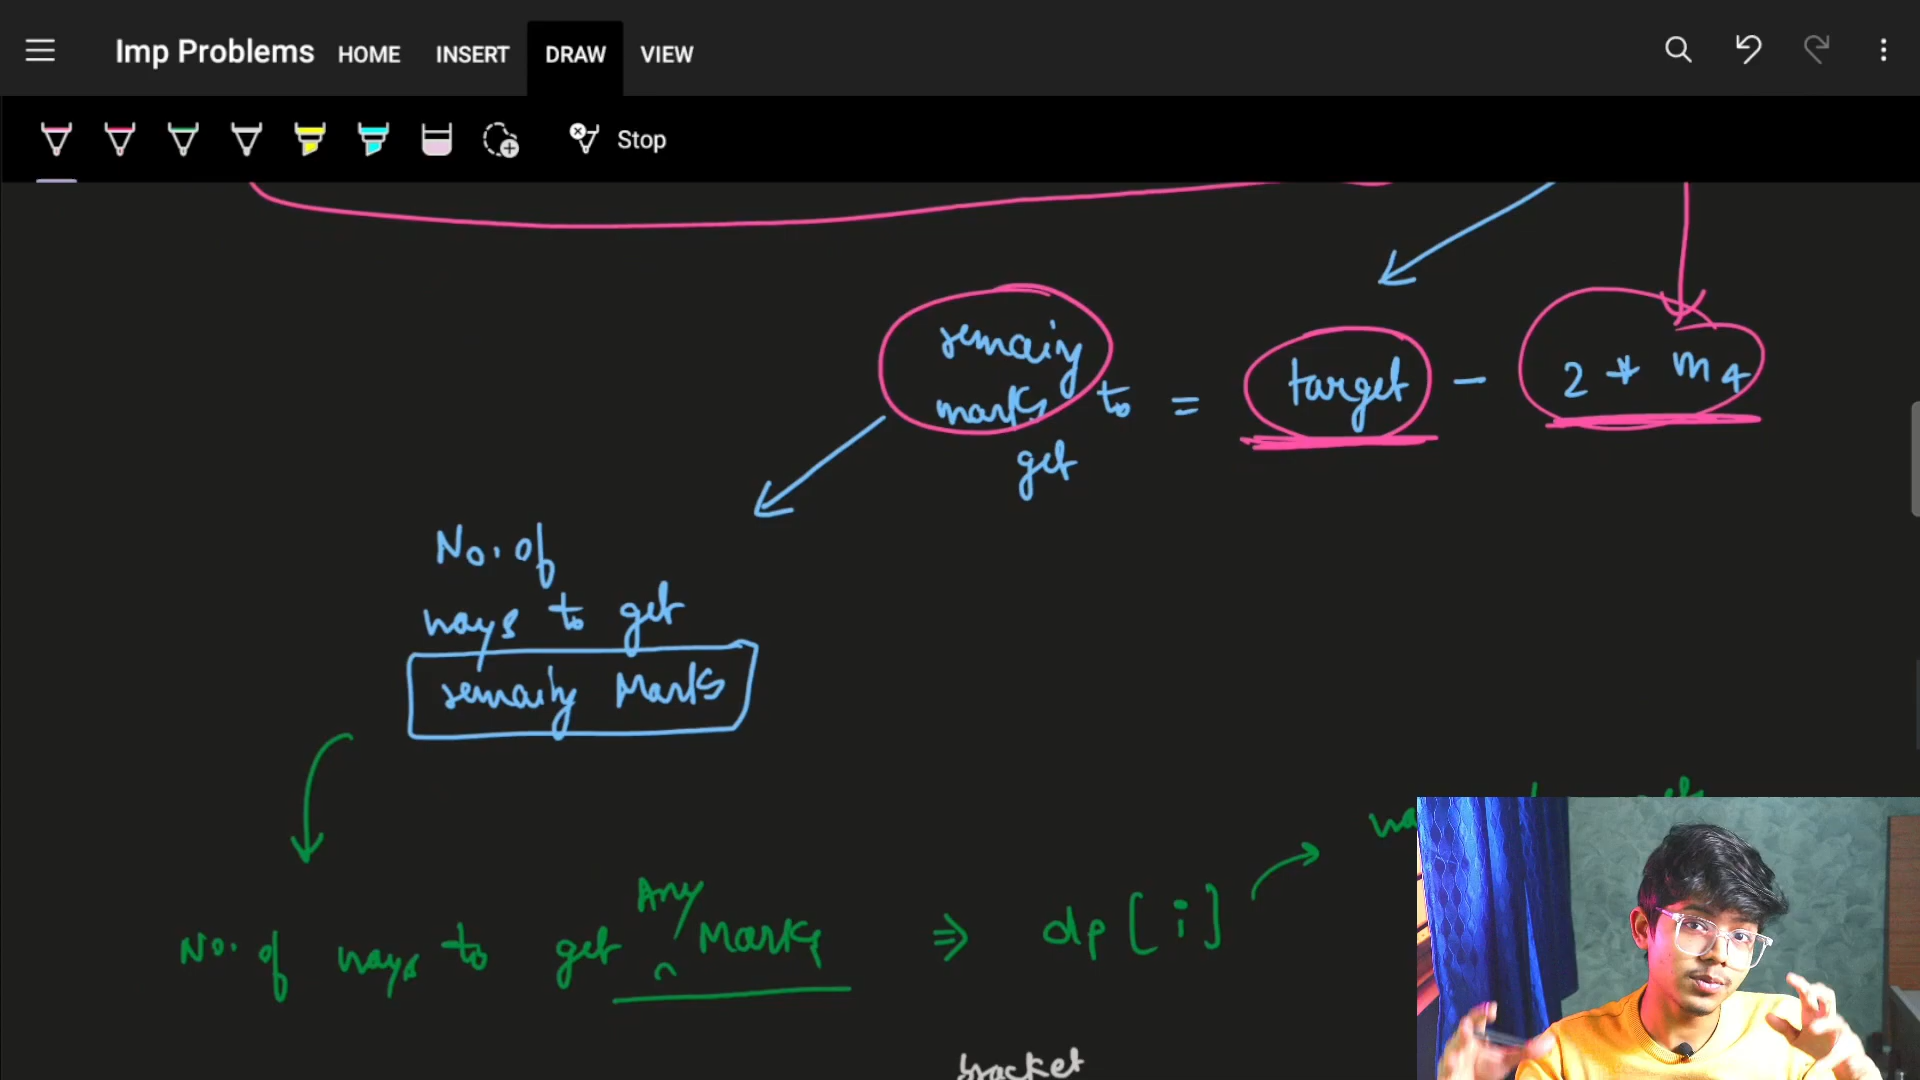 Imp Problems HOME INSERT DRAW VIEW
Stop
remaining
marks to = target - 2 * m4
get
No. of
ways to get
remaining Marks
No. of ways to get Any Marks ⇒ dp[i]
bracket